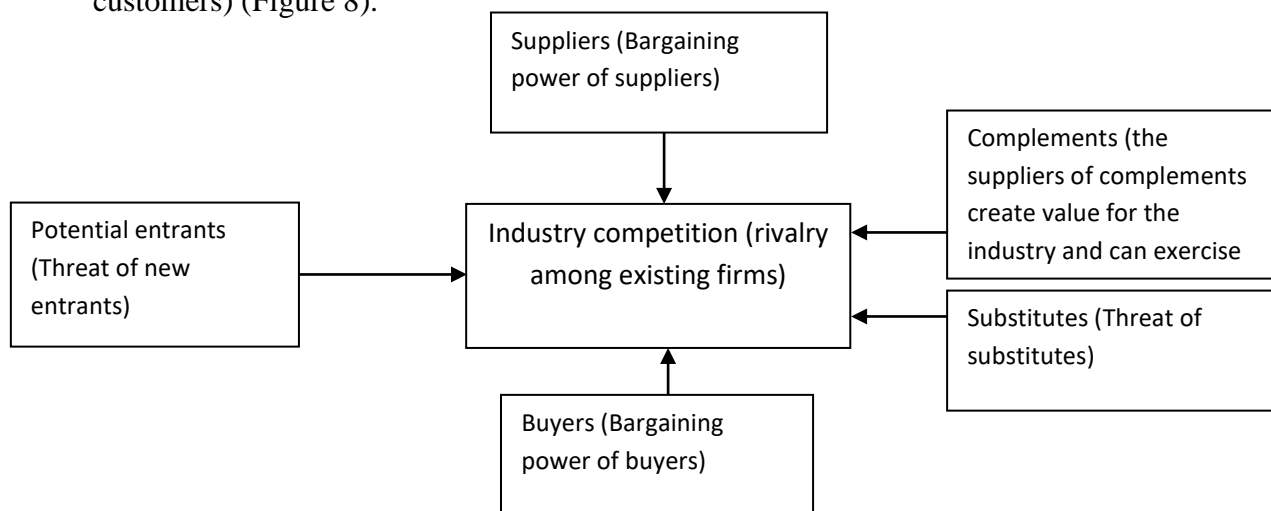 customers) (Figure 8).
Suppliers (Bargaining
power of suppliers)
Complements (the
suppliers of complements
create value for the
industry and can exercise
Potential entrants
(Threat of new
entrants)
Industry competition (rivalry
among existing firms)
Substitutes (Threat of
substitutes)
Buyers (Bargaining
power of buyers)